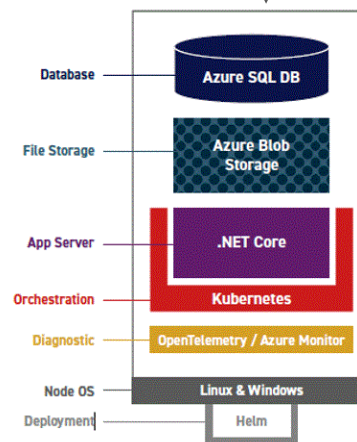 Database
Azure SQL DB
File Storage
Azure Blob
Storage
App Server
.NET Core
Orchestration
Kubernetes
Diagnostic
OpenTelemetry / Azure Monitor
Node OS
Linux & Windows
Deployment
Helm